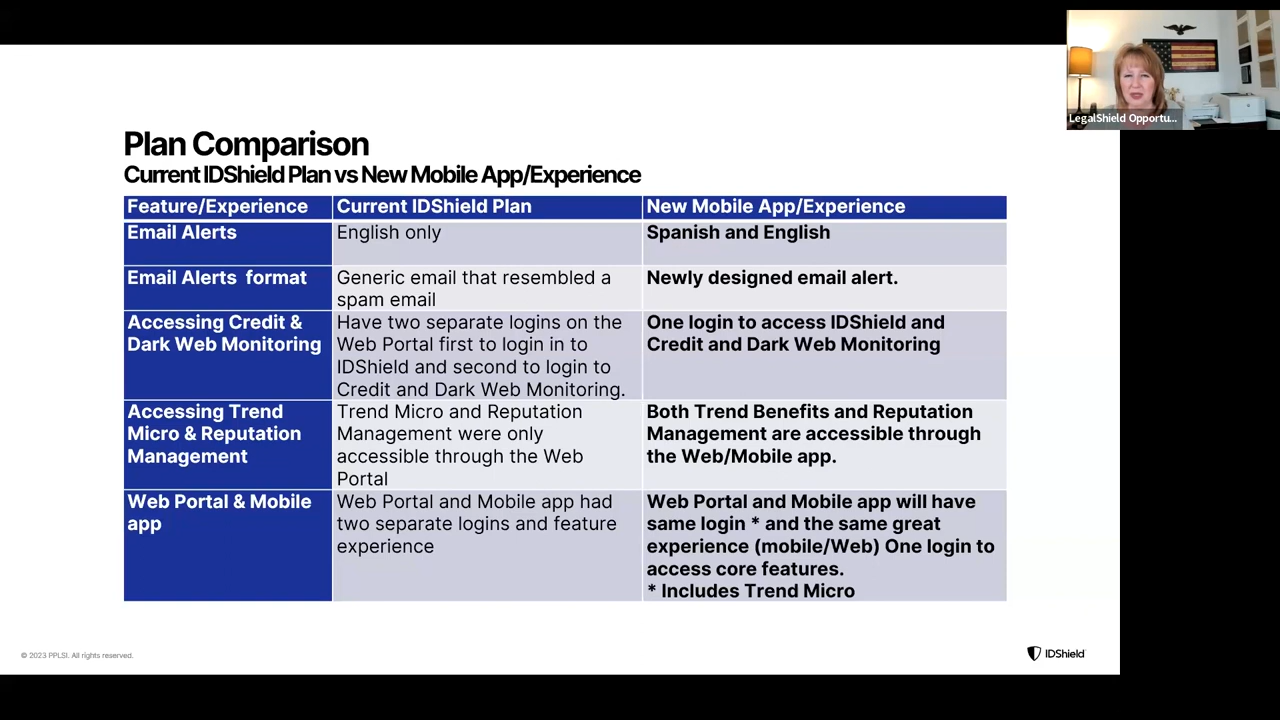 LegalShield Opportu...
Plan Comparison
Current IDShield Plan vs New Mobile App/Experience
Feature/Experience
Current IDShield Plan
New Mobile App/Experience
Email Alerts
English only
Spanish and English
Email Alerts format
Generic email that resembled a
spam email
Newly designed email alert.
Accessing Credit &
Dark Web Monitoring
Have two separate logins on the
Web Portal first to login in to
IDShield and second to login to
Credit and Dark Web Monitoring.
One login to access IDShield and
Credit and Dark Web Monitoring
Accessing Trend
Micro & Reputation
Management
Trend Micro and Reputation
Management were only
accessible through the Web
Portal
Both Trend Benefits and Reputation
Management are accessible through
the Web/Mobile app.
Web Portal & Mobile
app
Web Portal and Mobile app had
two separate logins and feature
experience
Web Portal and Mobile app will have
same login * and the same great
experience (mobile/Web) One login to
access core features.
* Includes Trend Micro
© 2023 PPLSI. All rights reserved.
IDShield